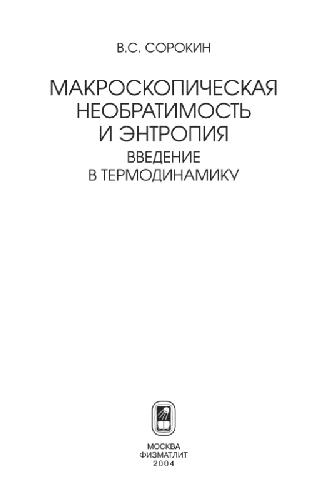 В.С. СОРОКИН
МАКРОСКОПИЧЕСКАЯ
НЕОБРАТИМОСТЬ
И ЭНТРОПИЯ
ВВЕДЕНИЕ
В ТЕРМОДИНАМИКУ
МОСКВА
ФИЗМАТЛИТ
2004